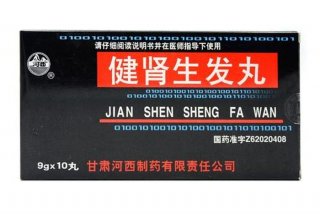 河西
请仔细阅读说明书并在医师指导下使用
健肾生发丸
JIAN SHEN SHENG FA WAN
国药准字Z62020408
9g×10丸
甘肃河西制药有限责任公司